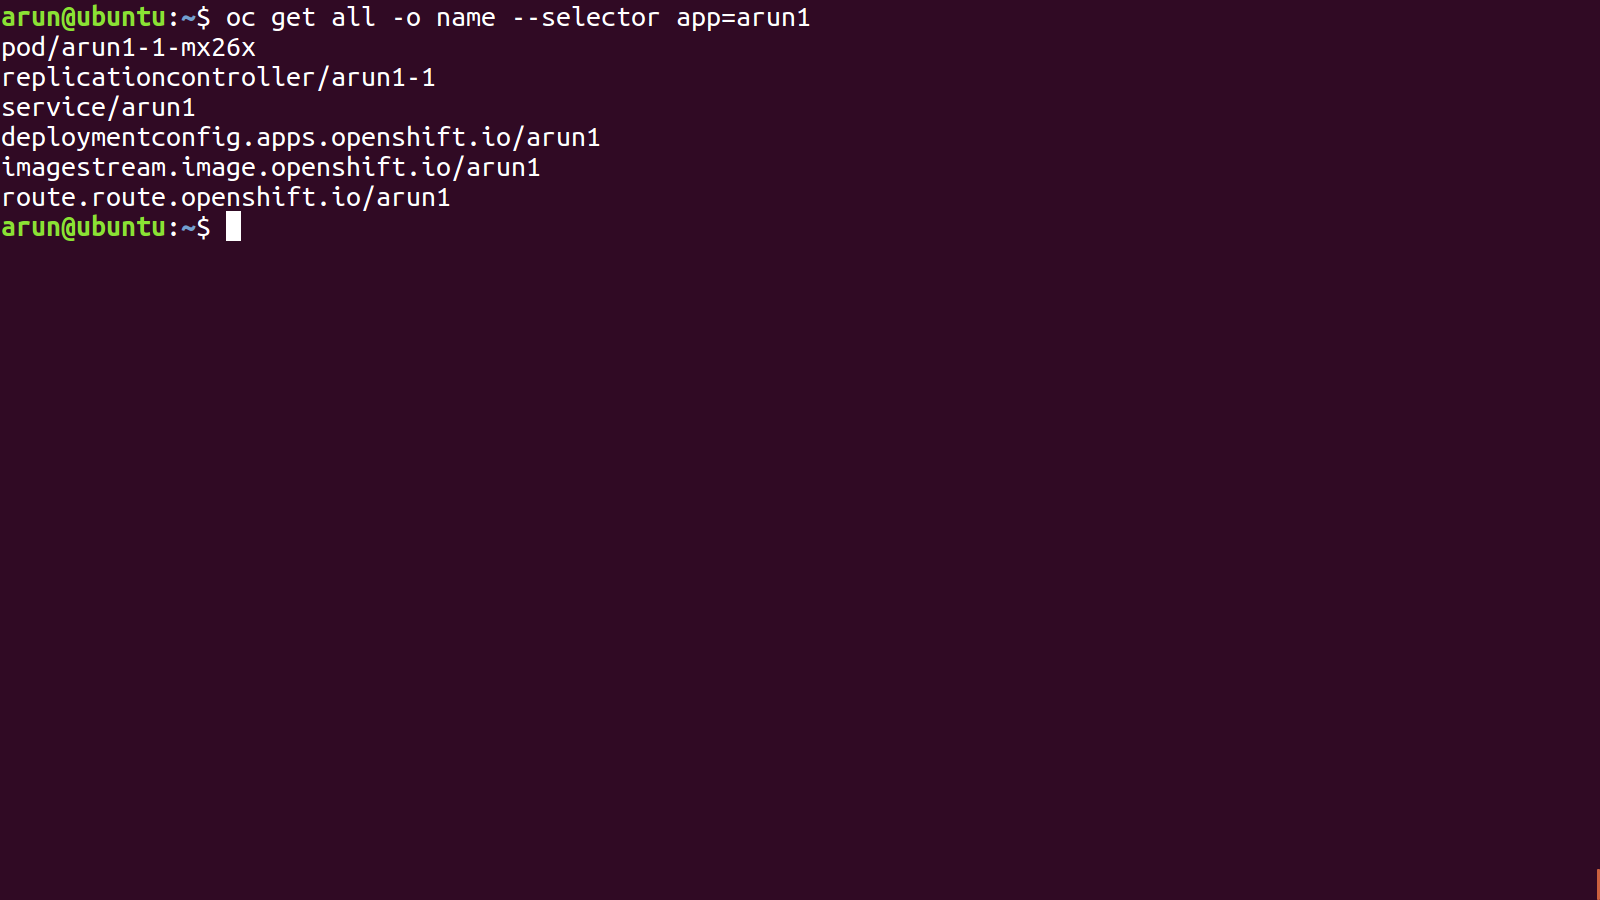 arun@ubuntu:~$ oc get all -o name --selector app=arun1
pod/arun1-1-mx26x
replicationcontroller/arun1-1
service/arun1
deploymentconfig.apps.openshift.io/arun1
imagestream.image.openshift.io/arun1
route.route.openshift.io/arun1
arun@ubuntu:~$